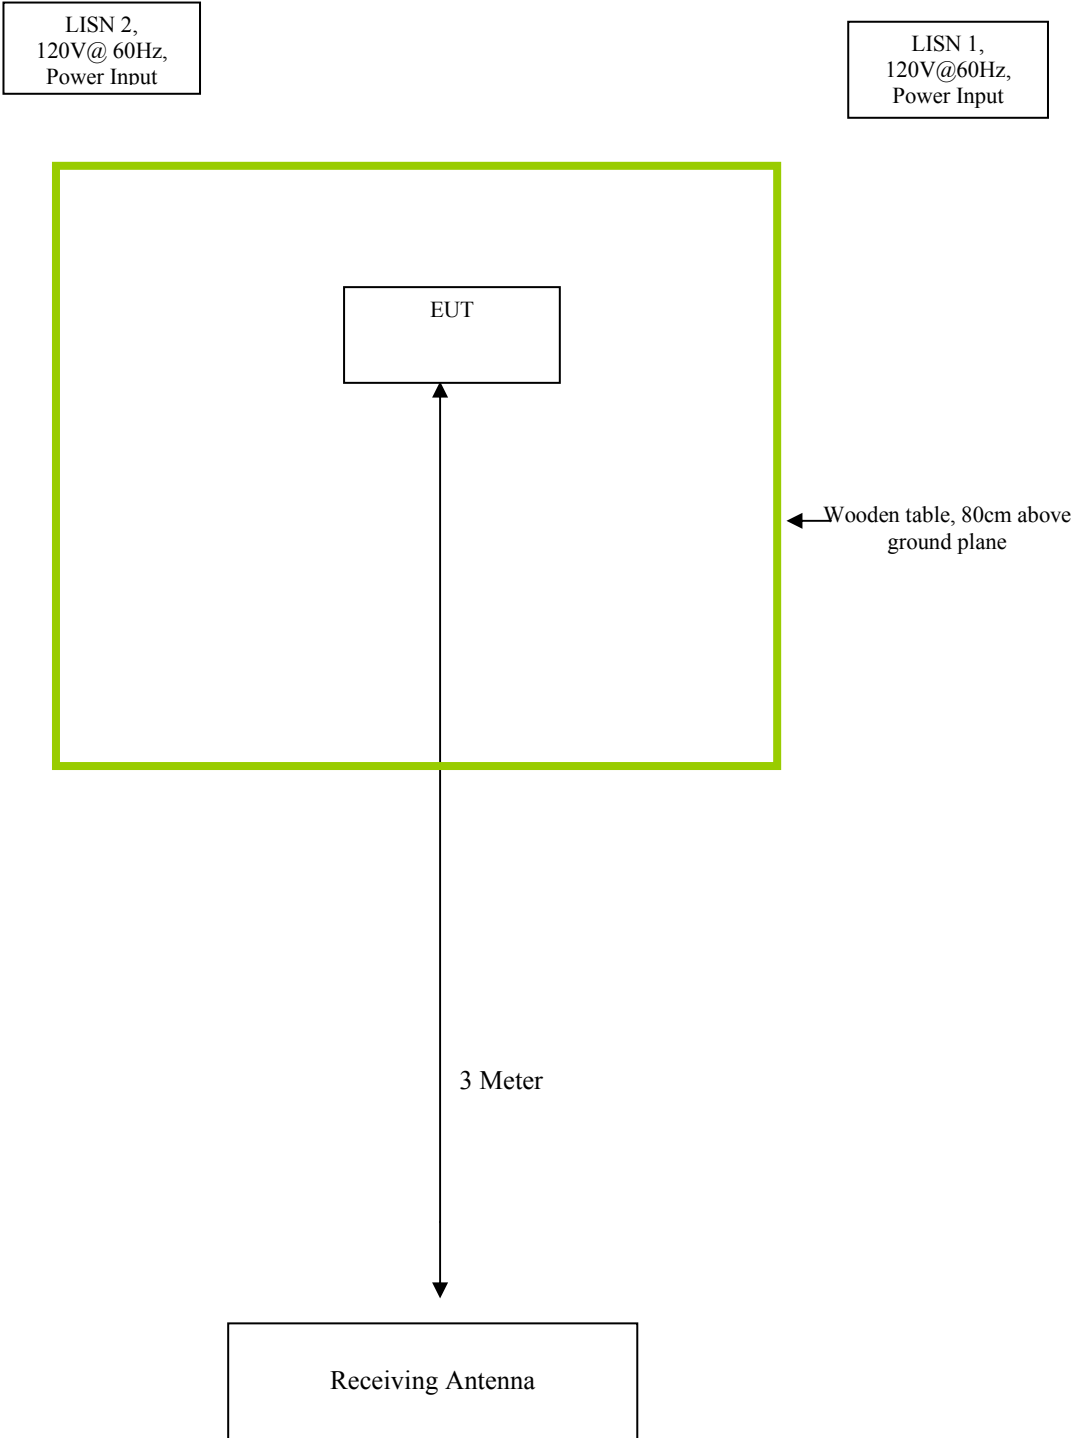 LISN 2,
120V@ 60Hz,
Power Input
LISN 1,
120V@60Hz,
Power Input
EUT
Wooden table, 80cm above
ground plane
3 Meter
Receiving Antenna